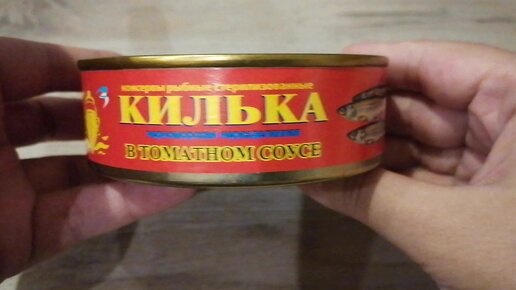 консервы рыбные стерилизованные
КИЛЬКА
В ТОМАТНОМ СОУСЕ